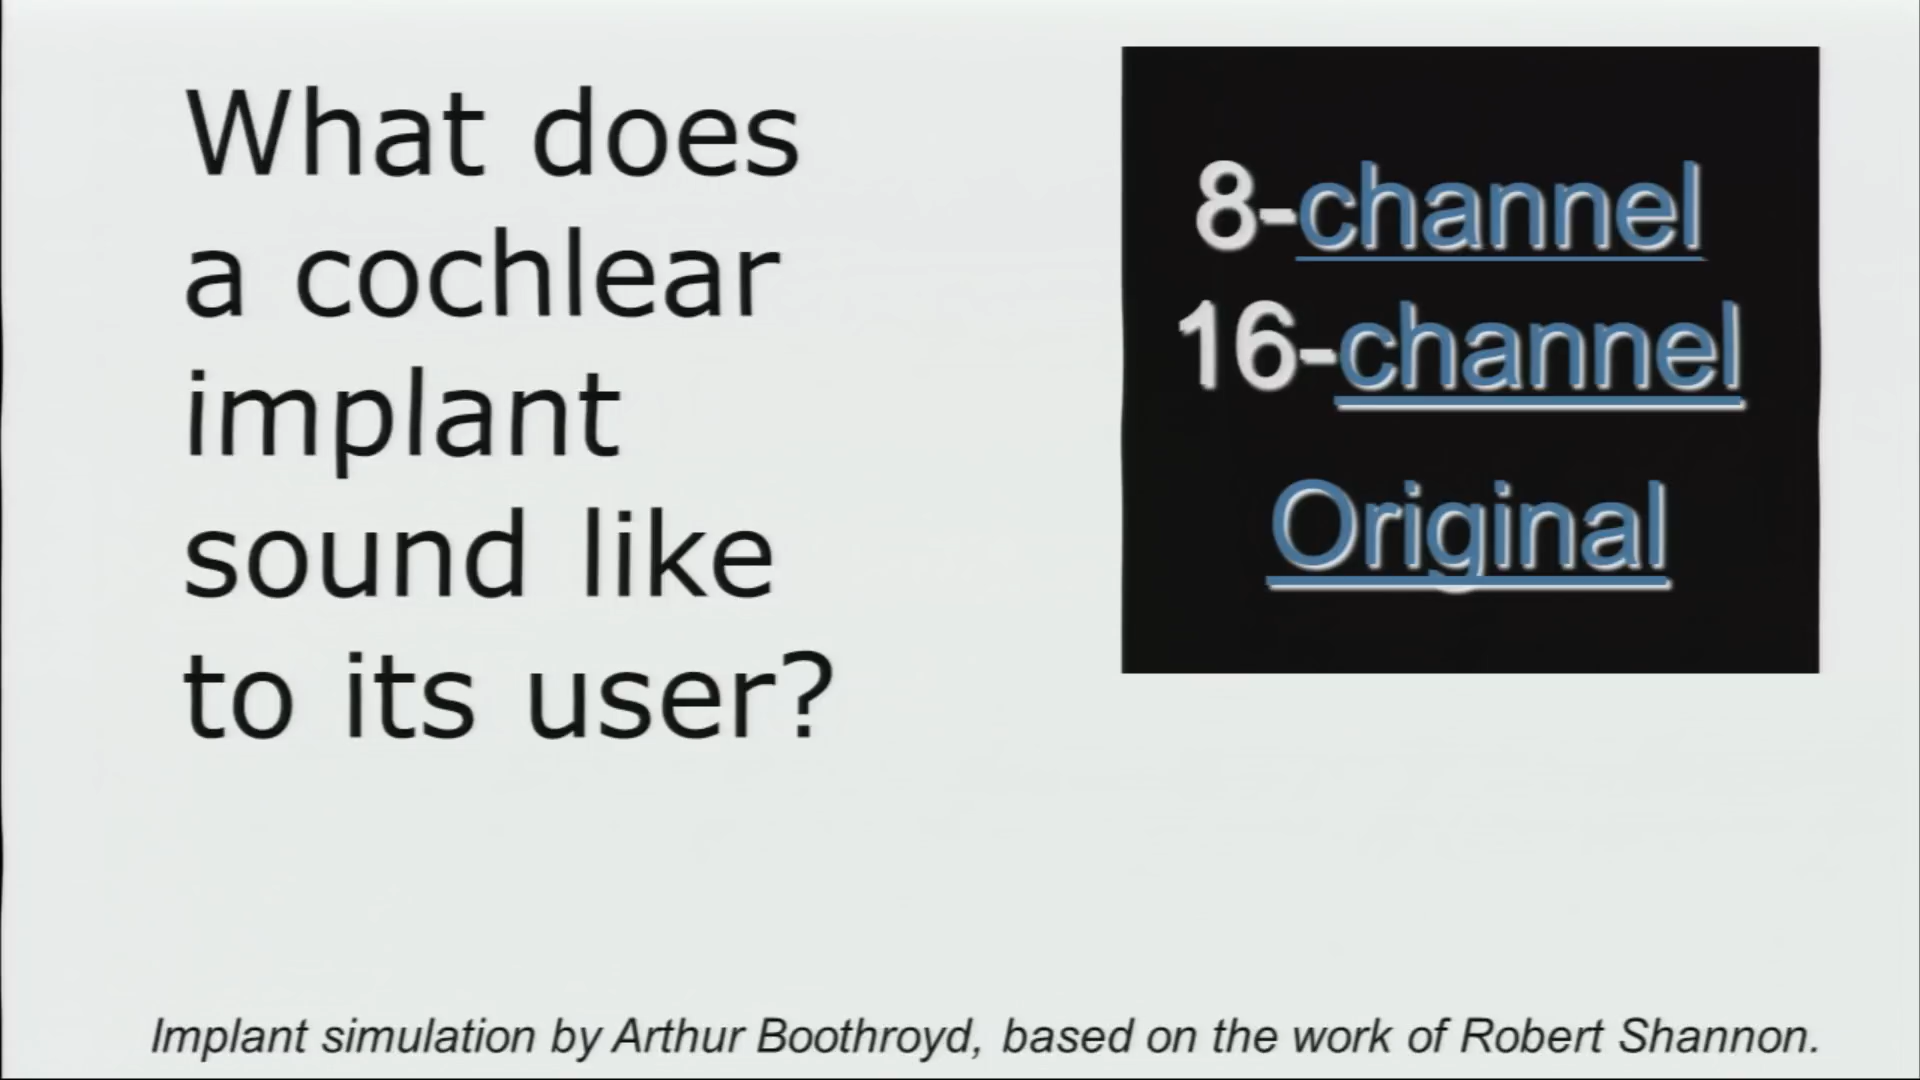 What does
a cochlear
implant
sound like
to its user?
8-channel
16-channel
Original
Implant simulation by Arthur Boothroyd, based on the work of Robert Shannon.